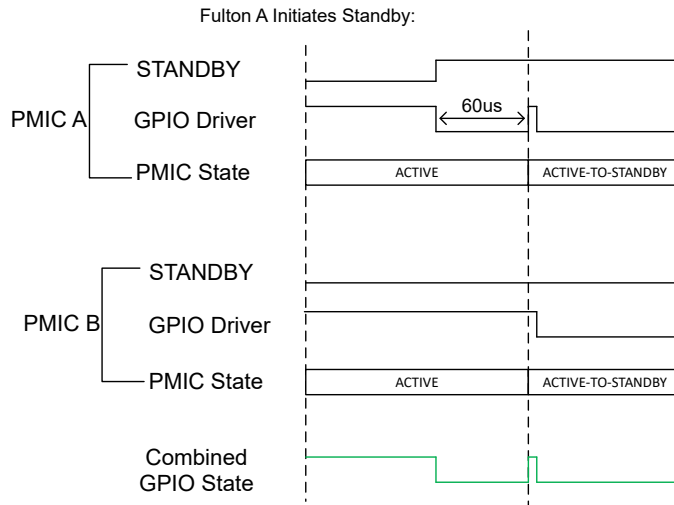 Fulton A Initiates Standby:
STANDBY
PMIC A
GPIO Driver
60us
PMIC State
ACTIVE
ACTIVE-TO-STANDBY
STANDBY
PMIC B
GPIO Driver
PMIC State
ACTIVE
ACTIVE-TO-STANDBY
Combined
GPIO State